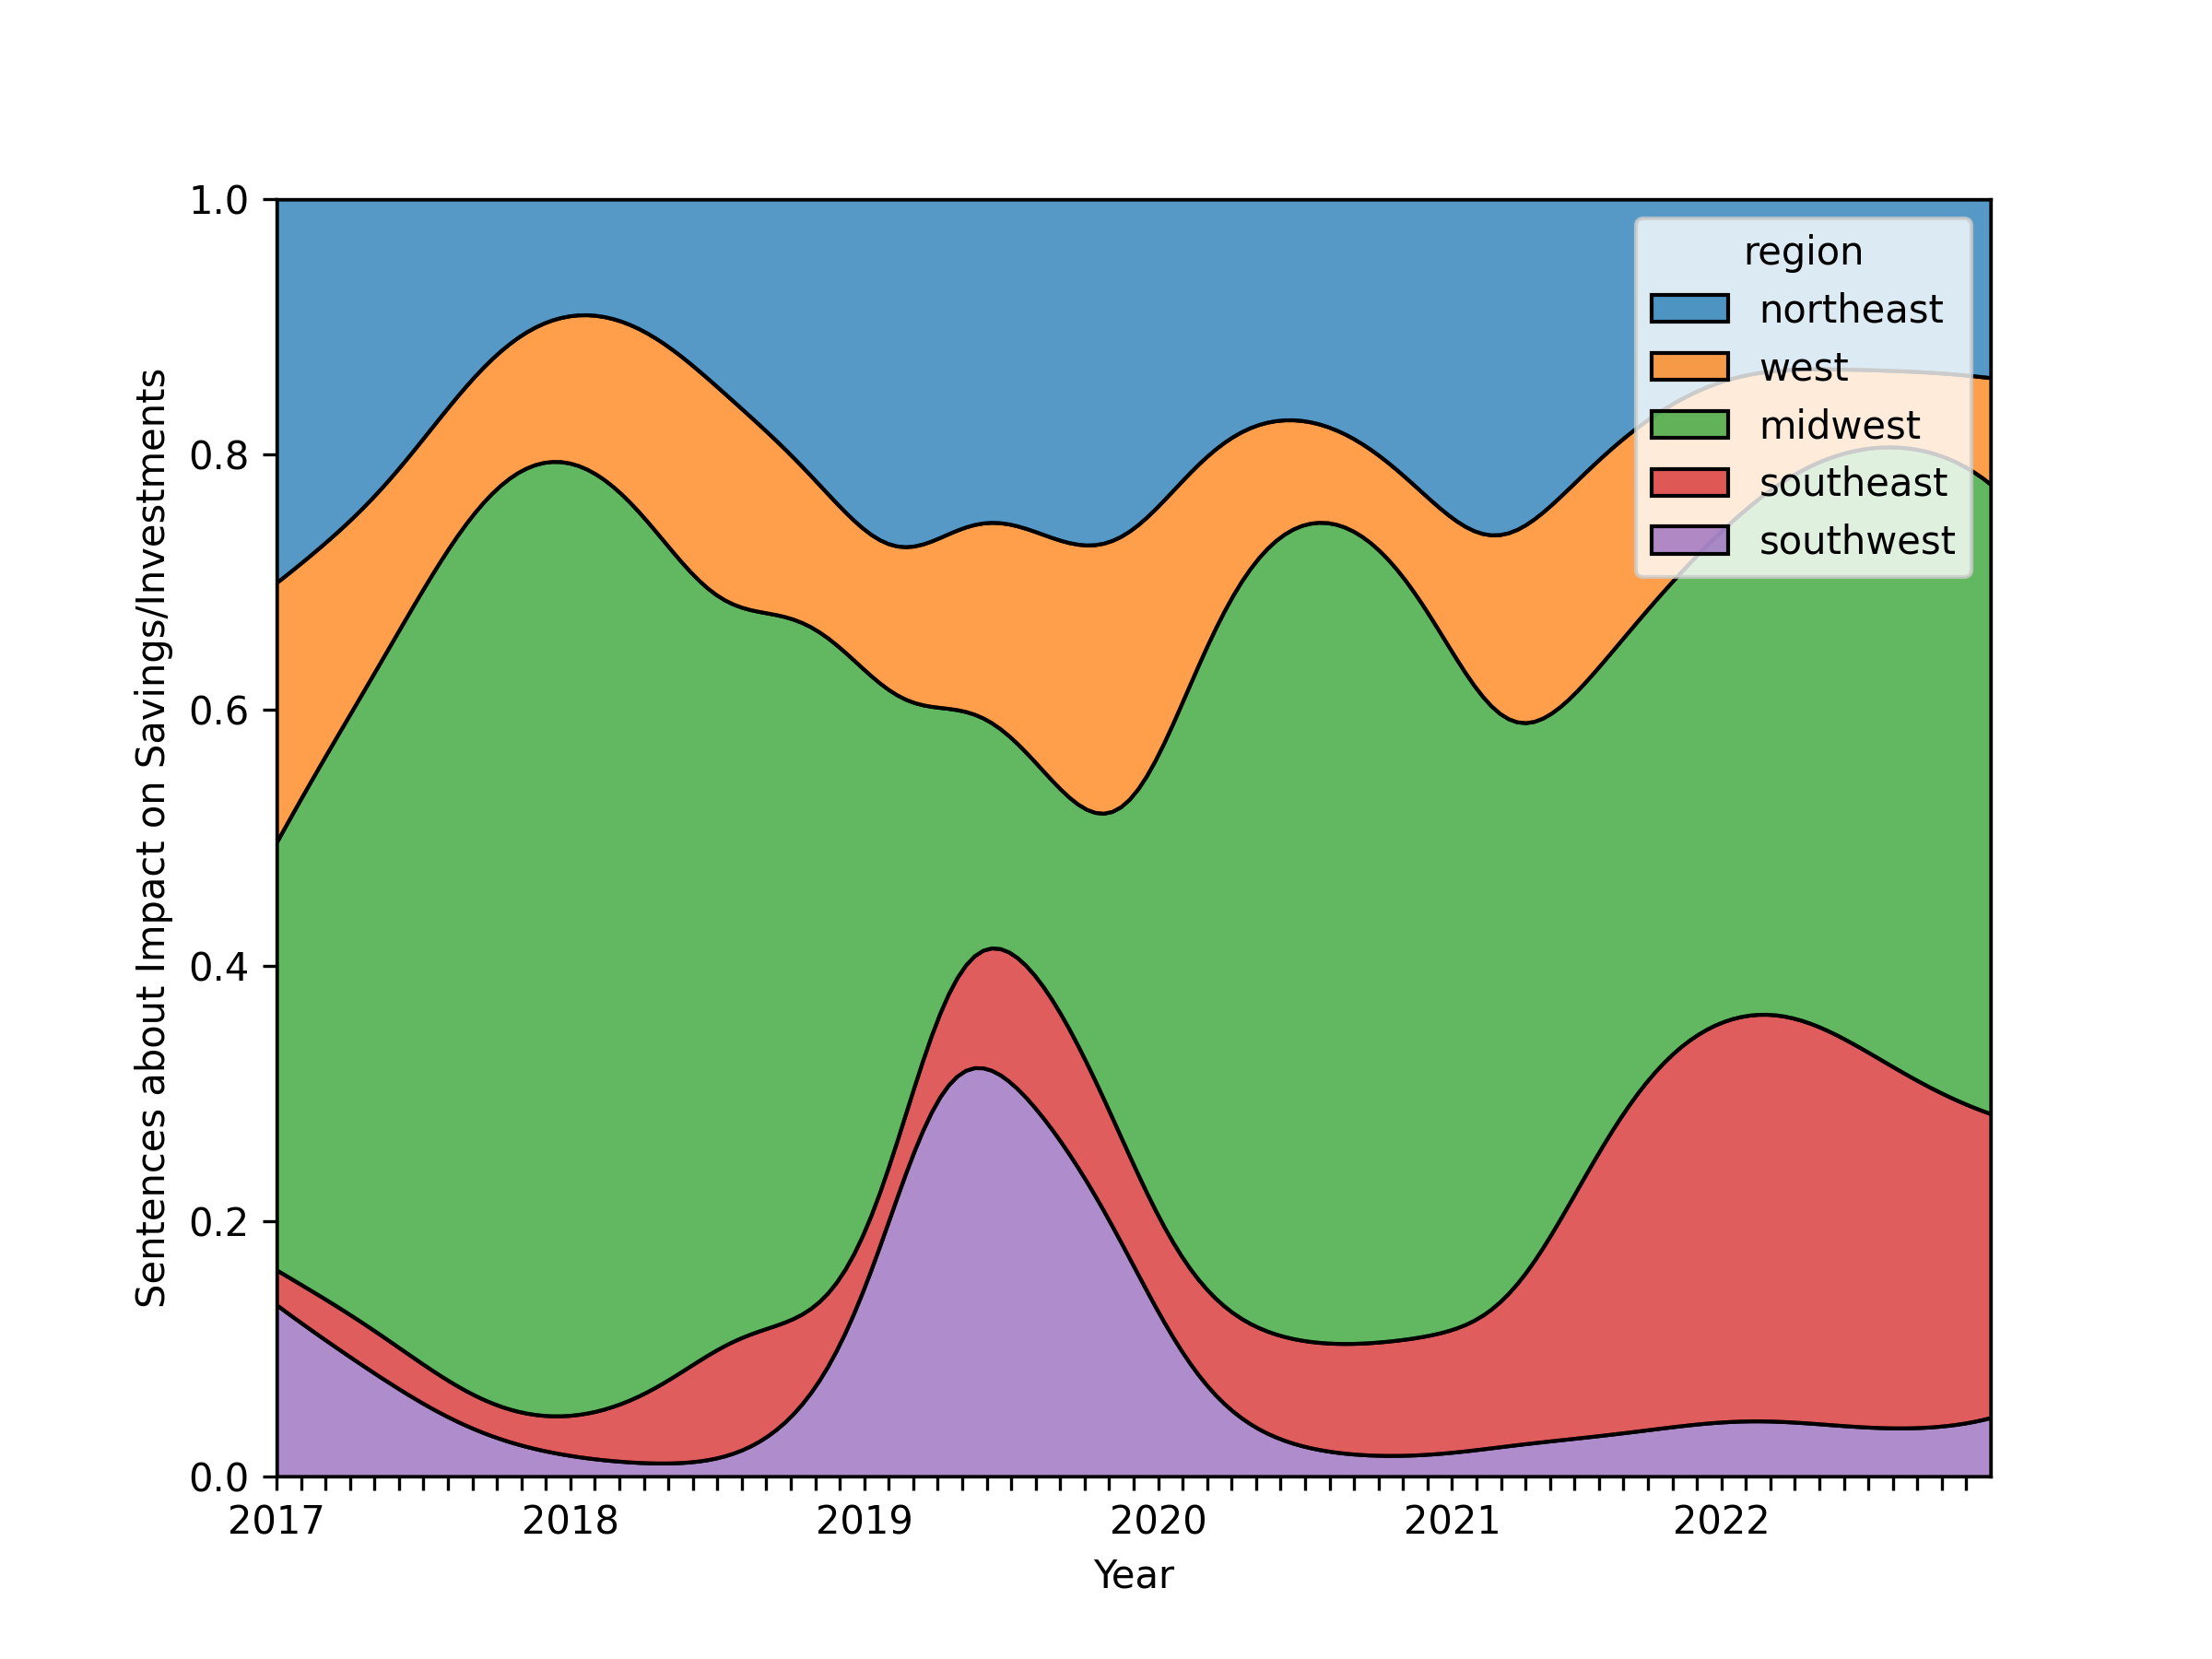 1.0
0.8
0.6
0.4
0.2
0.0
Sentences about Impact on Savings/Investments
region
northeast
west
midwest
southeast
southwest
2017 2018 2019 2020 2021 2022
Year